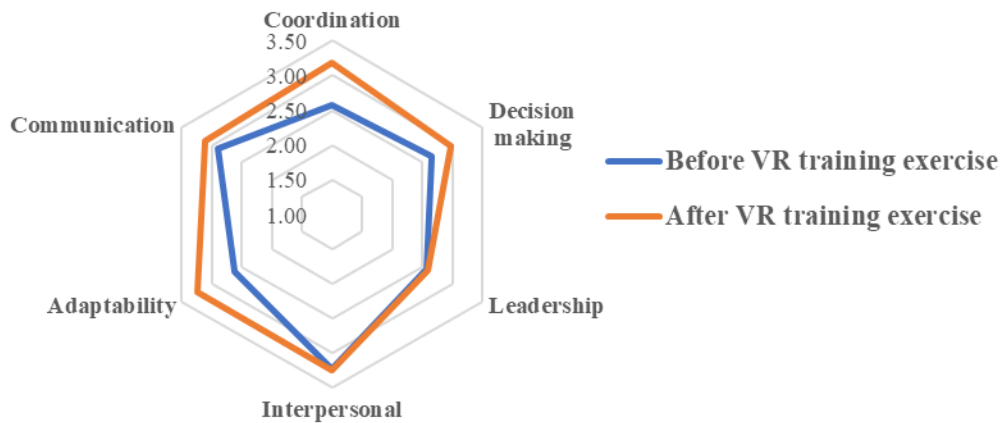 Coordination
3.50
3.00
2.50
2.00
1.50
1.00
Decision
making
Leadership
Interpersonal
Adaptability
Communication
Before VR training exercise
After VR training exercise